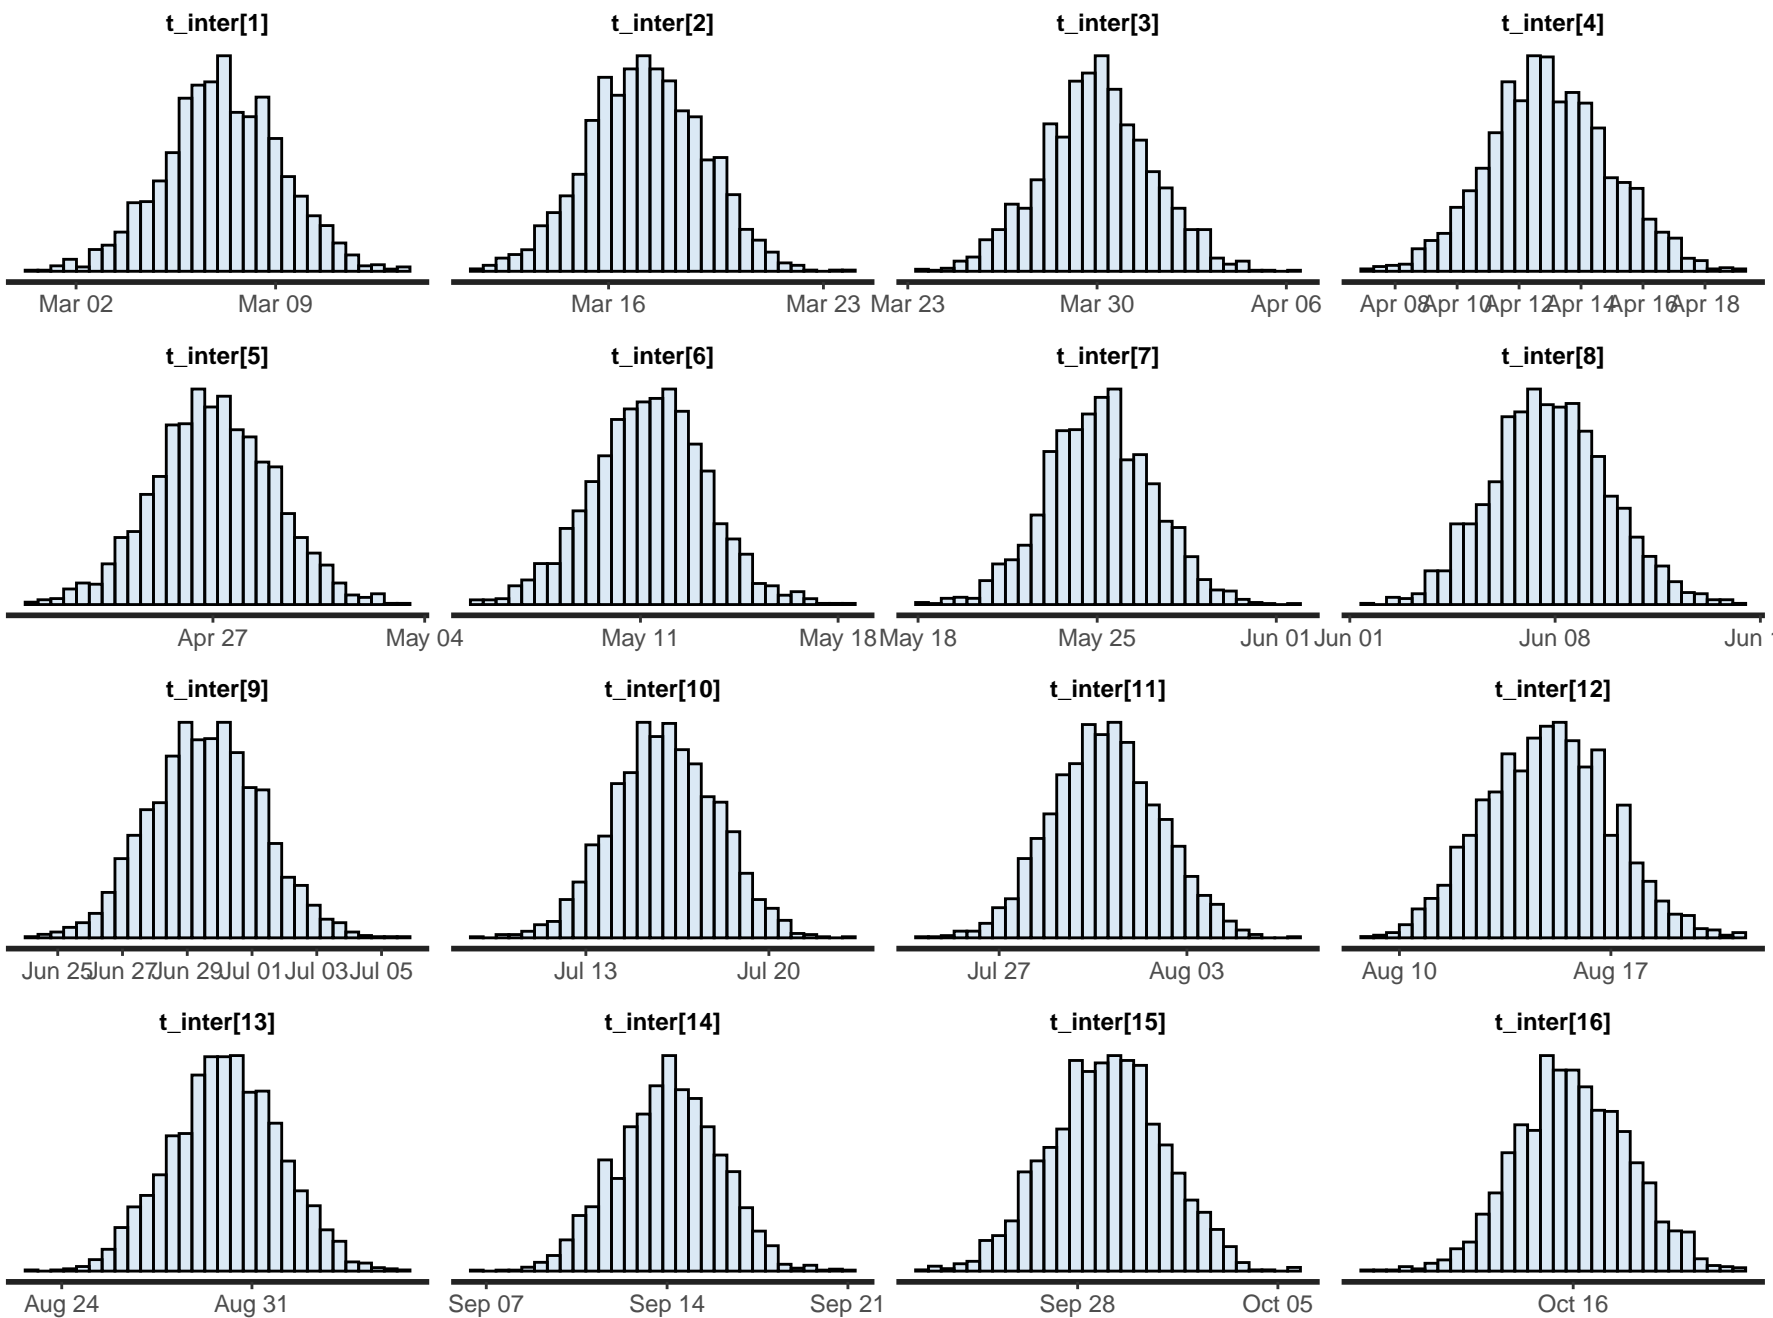 t_inter[1] t_inter[2] t_inter[3] t_inter[4]
Mar 02 Mar 09 Mar 16 Mar 23 Mar 23 Mar 30 Apr 06 Apr 08 Apr 10 Apr 12 Apr 14 Apr 16 Apr 18
t_inter[5] t_inter[6] t_inter[7] t_inter[8]
Apr 27 May 04 May 11 May 18 May 18 May 25 Jun 01 Jun 01 Jun 08 Jun
t_inter[9] t_inter[10] t_inter[11] t_inter[12]
Jun 25 Jun 27 Jun 29 Jul 01 Jul 03 Jul 05 Jul 13 Jul 20 Jul 27 Aug 03 Aug 10 Aug 17
t_inter[13] t_inter[14] t_inter[15] t_inter[16]
Aug 24 Aug 31 Sep 07 Sep 14 Sep 21 Sep 28 Oct 05 Oct 16